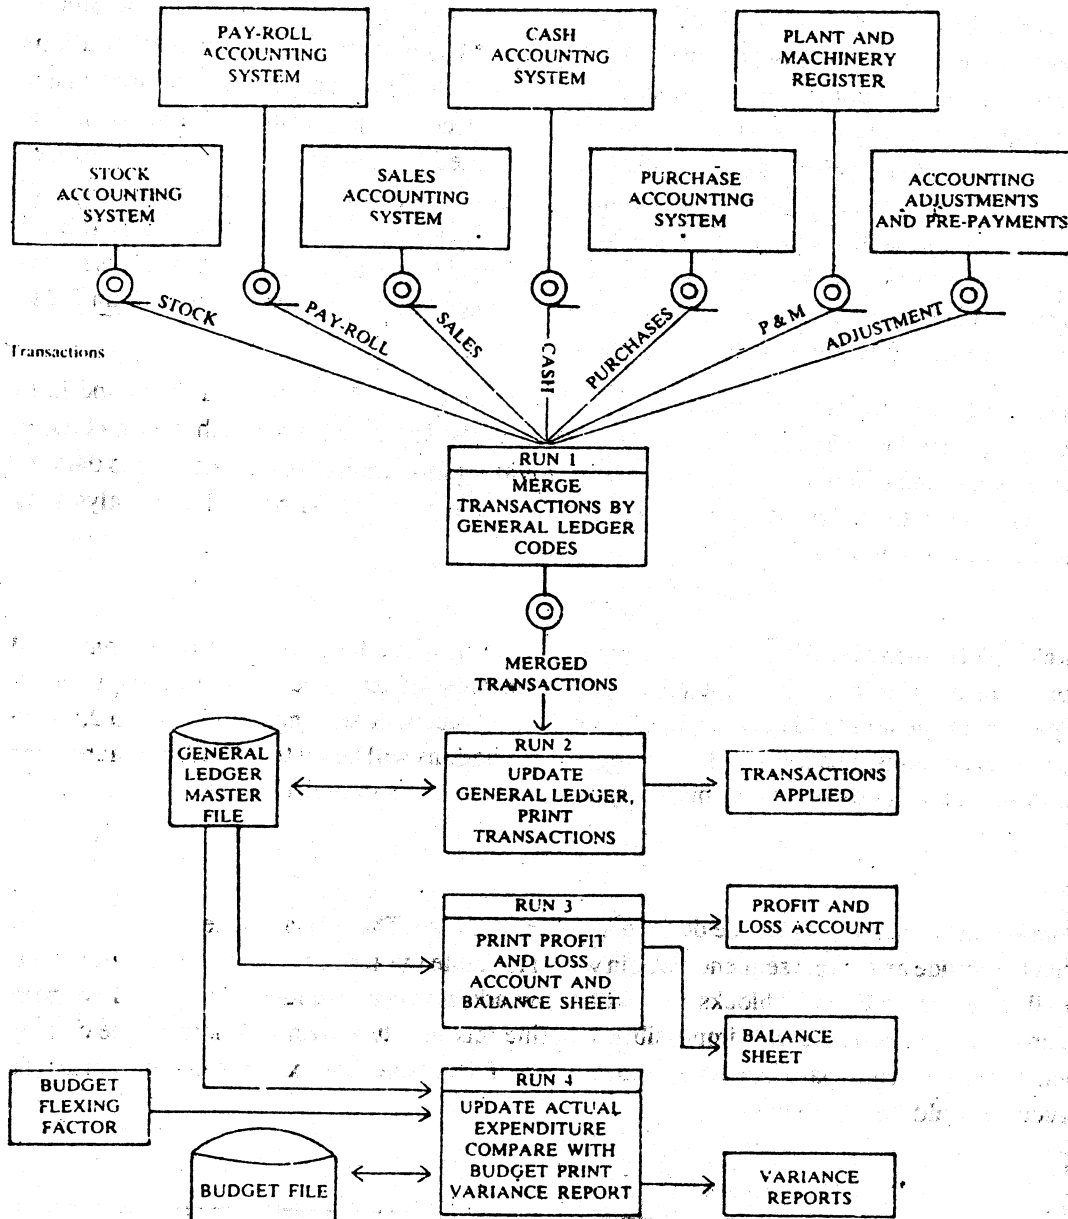 PAY-ROLL
ACCOUNTING
SYSTEM
CASH
ACCOUNTNG
SYSTEM
PLANT AND
MACHINERY
REGISTER
STOCK
ACCOUNTING
SYSTEM
SALES
ACCOUNTING
SYSTEM
PURCHASE
ACCOUNTING
SYSTEM
ACCOUNTING
ADJUSTMENTS
AND PRE-PAYMENTS
STOCK
PAY-ROLL
SALES
CASH
PURCHASES
P & M
ADJUSTMENT
Transactions
RUN 1
MERGE
TRANSACTIONS BY
GENERAL LEDGER
CODES
MERGED
TRANSACTIONS
GENERAL
LEDGER
MASTER
FILE
RUN 2
UPDATE
GENERAL LEDGER,
PRINT
TRANSACTIONS
TRANSACTIONS
APPLIED
RUN 3
PRINT PROFIT
AND LOSS
ACCOUNT AND
BALANCE SHEET
PROFIT AND
LOSS ACCOUNT
BALANCE
SHEET
BUDGET
FLEXING
FACTOR
RUN 4
UPDATE ACTUAL
EXPENDITURE
COMPARE WITH
BUDGET PRINT
VARIANCE REPORT
BUDGET FILE
VARIANCE
REPORTS